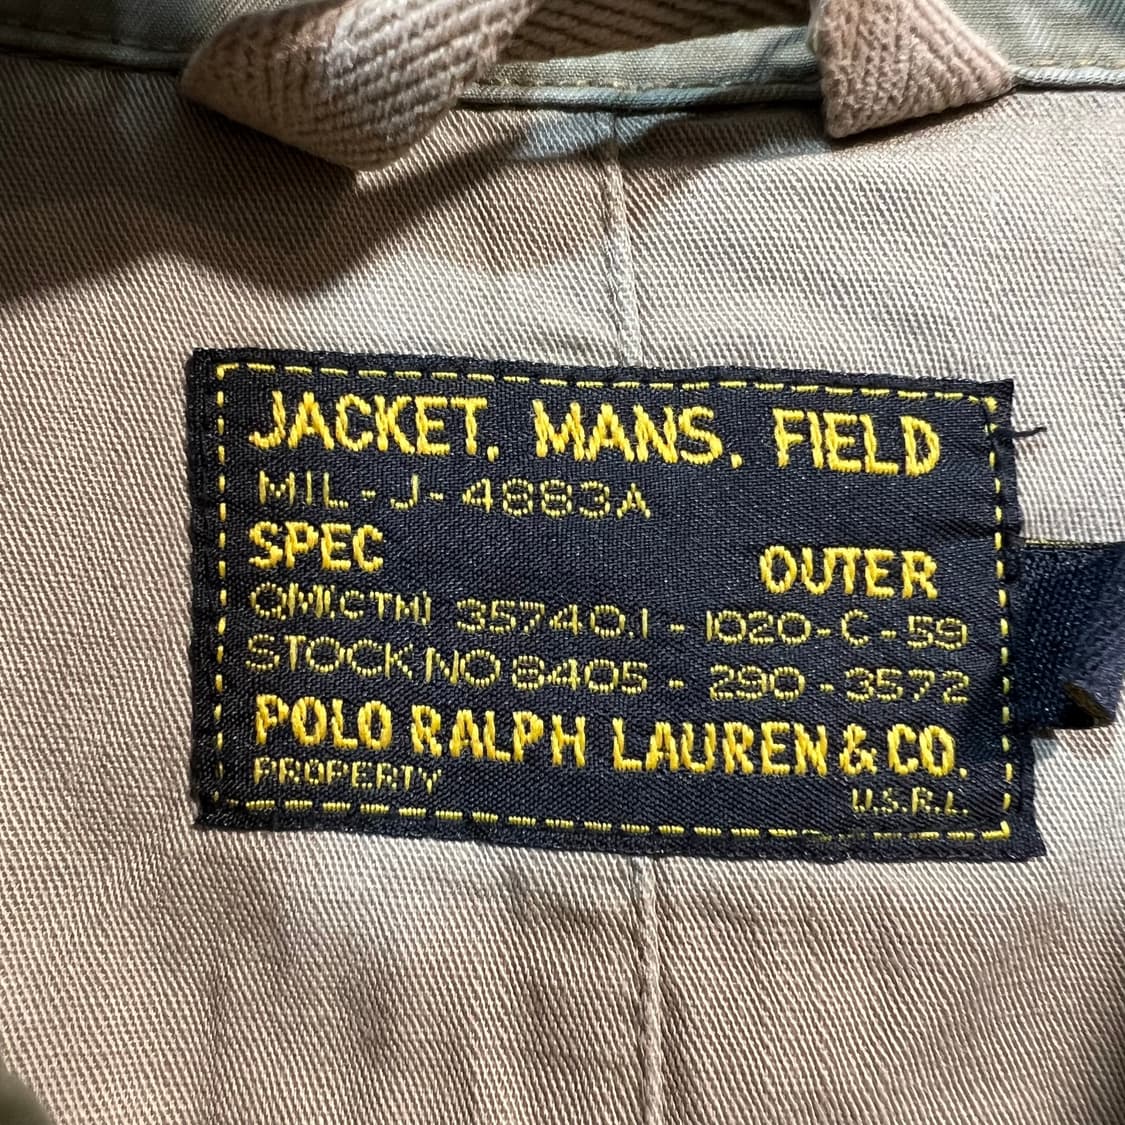 JACKET, MANS, FIELD
MIL-J-4883A
SPEC OUTER
QM(CTM) 35740.1-1020-C-59
STOCK NO 8405-290-3572
POLO RALPH LAUREN & CO.
PROPERTY U.S.R.L.